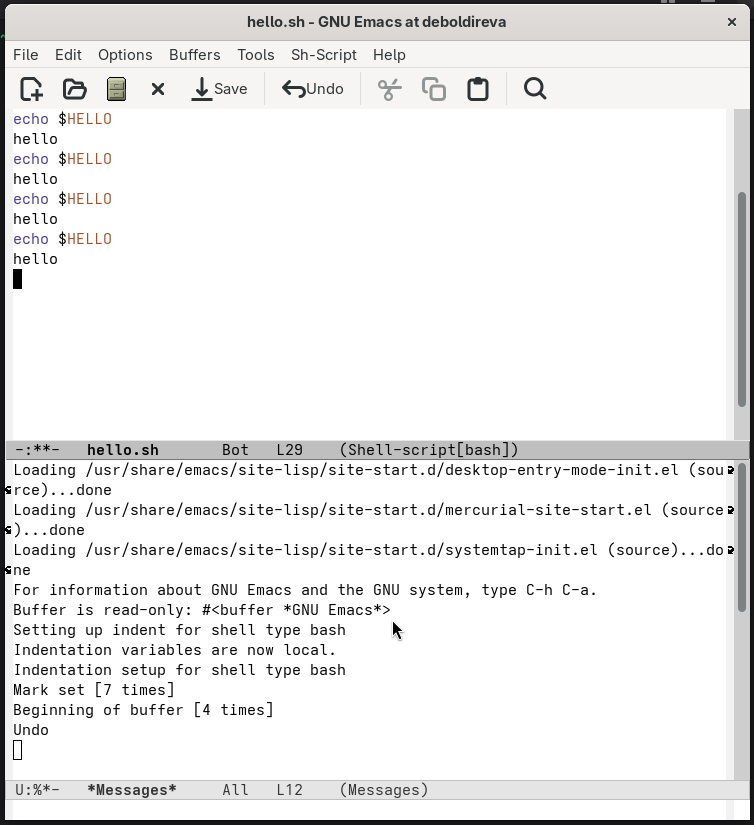 hello.sh - GNU Emacs at deboldireva
File Edit Options Buffers Tools Sh-Script Help
Save Undo
echo $HELLO
hello
echo $HELLO
hello
echo $HELLO
hello
echo $HELLO
hello
-:**- hello.sh Bot L29 (Shell-script[bash])
Loading /usr/share/emacs/site-lisp/site-start.d/desktop-entry-mode-init.el (sou
rce)...done
Loading /usr/share/emacs/site-lisp/site-start.d/mercurial-site-start.el (source
)...done
Loading /usr/share/emacs/site-lisp/site-start.d/systemtap-init.el (source)...do
ne
For information about GNU Emacs and the GNU system, type C-h C-a.
Buffer is read-only: #<buffer *GNU Emacs*>
Setting up indent for shell type bash
Indentation variables are now local.
Indentation setup for shell type bash
Mark set [7 times]
Beginning of buffer [4 times]
Undo
U:%*- *Messages* All L12 (Messages)